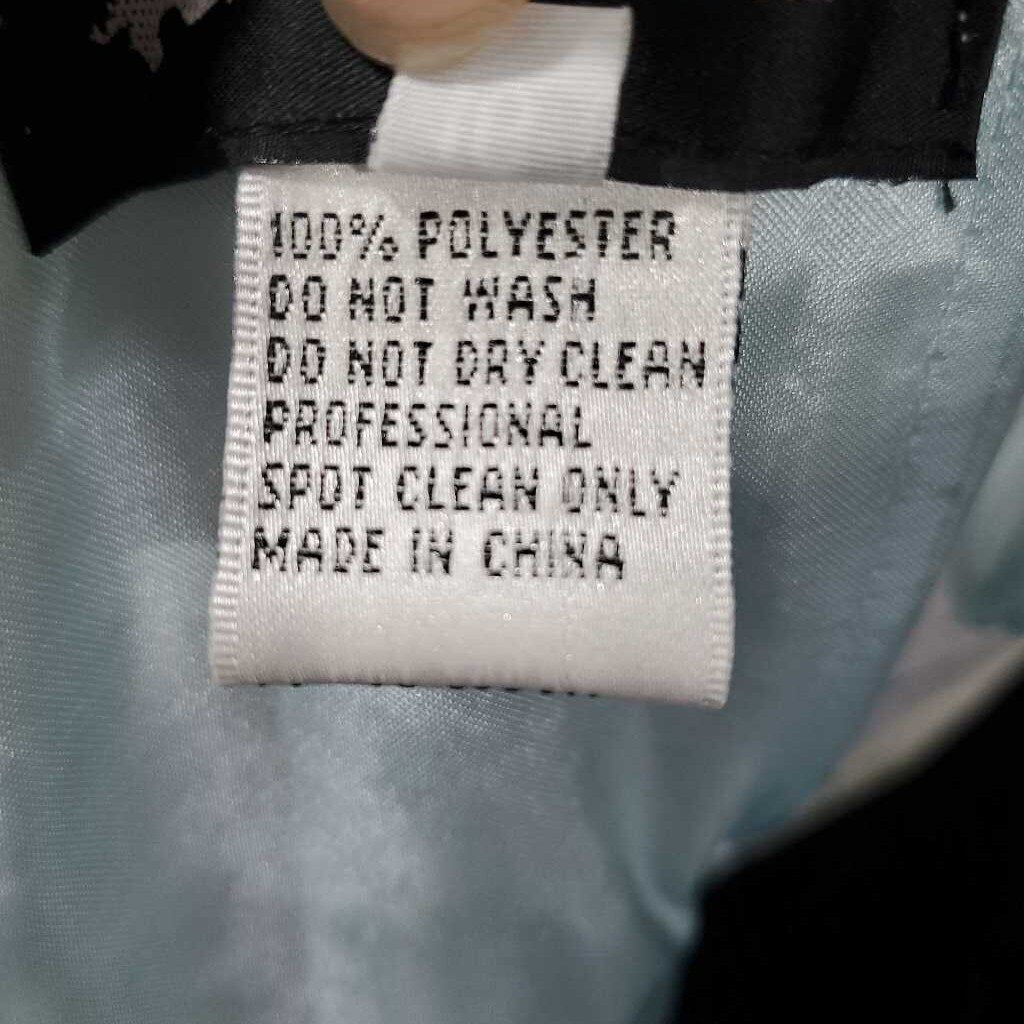 100% POLYESTER
DO NOT WASH
DO NOT DRY CLEAN
PROFESSIONAL
SPOT CLEAN ONLY
MADE IN CHINA